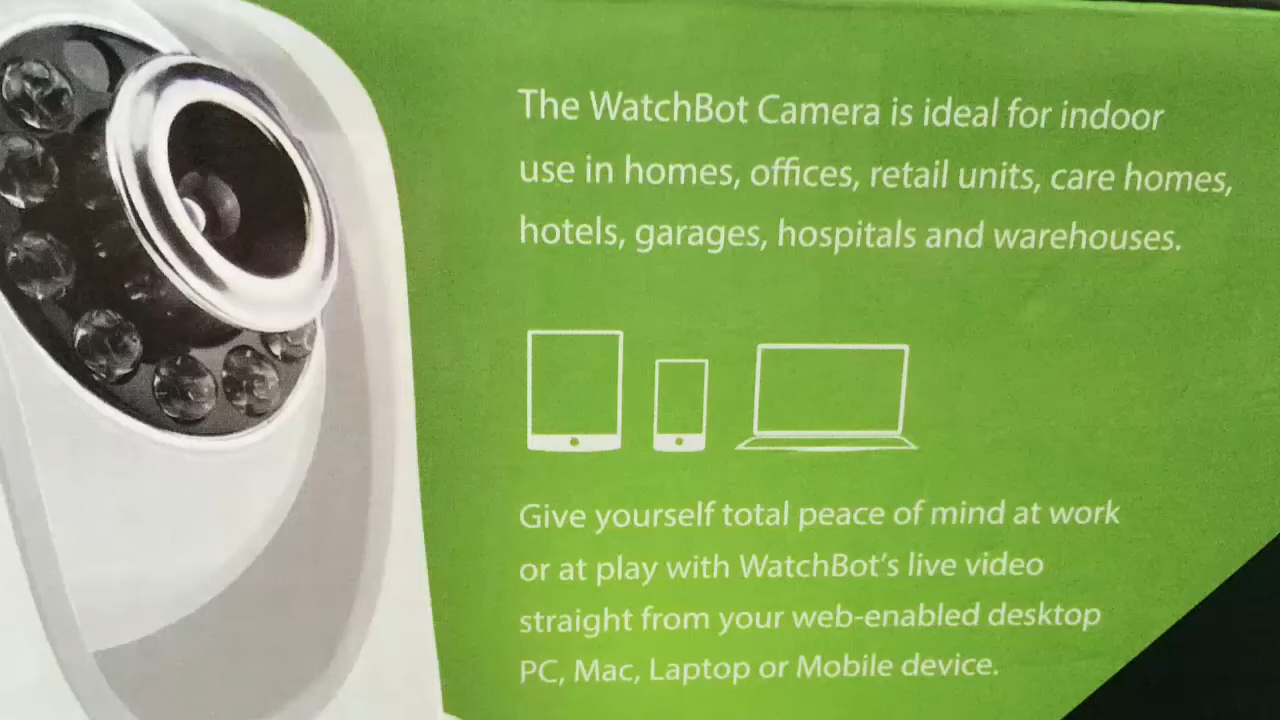 The WatchBot Camera is ideal for indoor
use in homes, offices, retail units, care homes,
hotels, garages, hospitals and warehouses.
Give yourself total peace of mind at work
or at play with WatchBot's live video
straight from your web-enabled desktop
PC, Mac, Laptop or Mobile device.